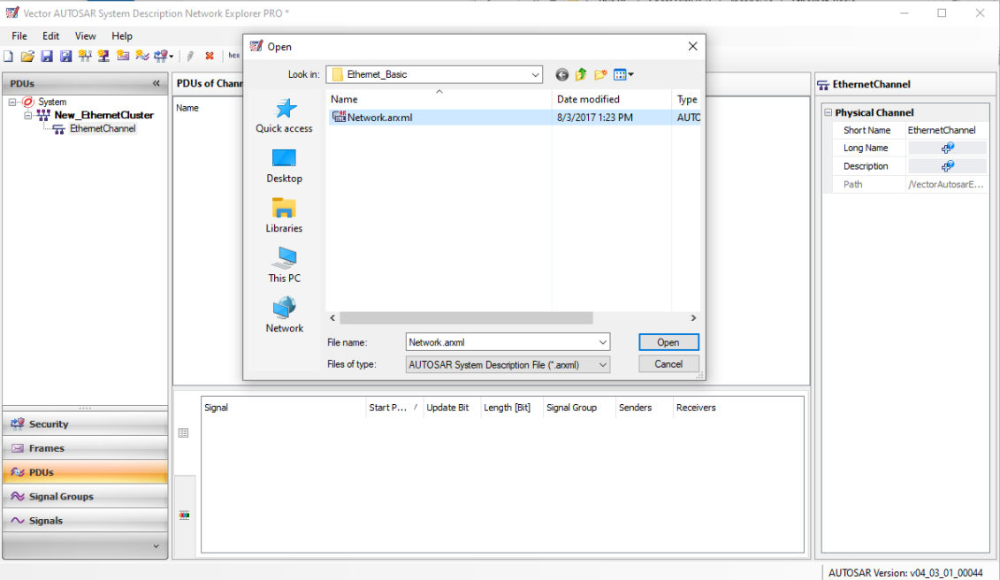 Vector AUTOSAR System Description Network Explorer PRO *
File Edit View Help
hex
PDUs
System
New_EthernetCluster
EthernetChannel
Security
Frames
PDUs
Signal Groups
Signals
PDUs of Chann
Name
Open
Look in: Ethernet_Basic
Quick access
Desktop
Libraries
This PC
Network
Name Date modified Type
Network.arxml 8/3/2017 1:23 PM AUTO
File name: Network.arxml Open
Files of type: AUTOSAR System Description File (*.arxml) Cancel
Signal Start P... / Update Bit Length [Bit] Signal Group Senders Receivers
EthernetChannel
Physical Channel
Short Name EthernetChannel
Long Name
Description
Path /VectorAutosarE...
AUTOSAR Version: v04_03_01_00044